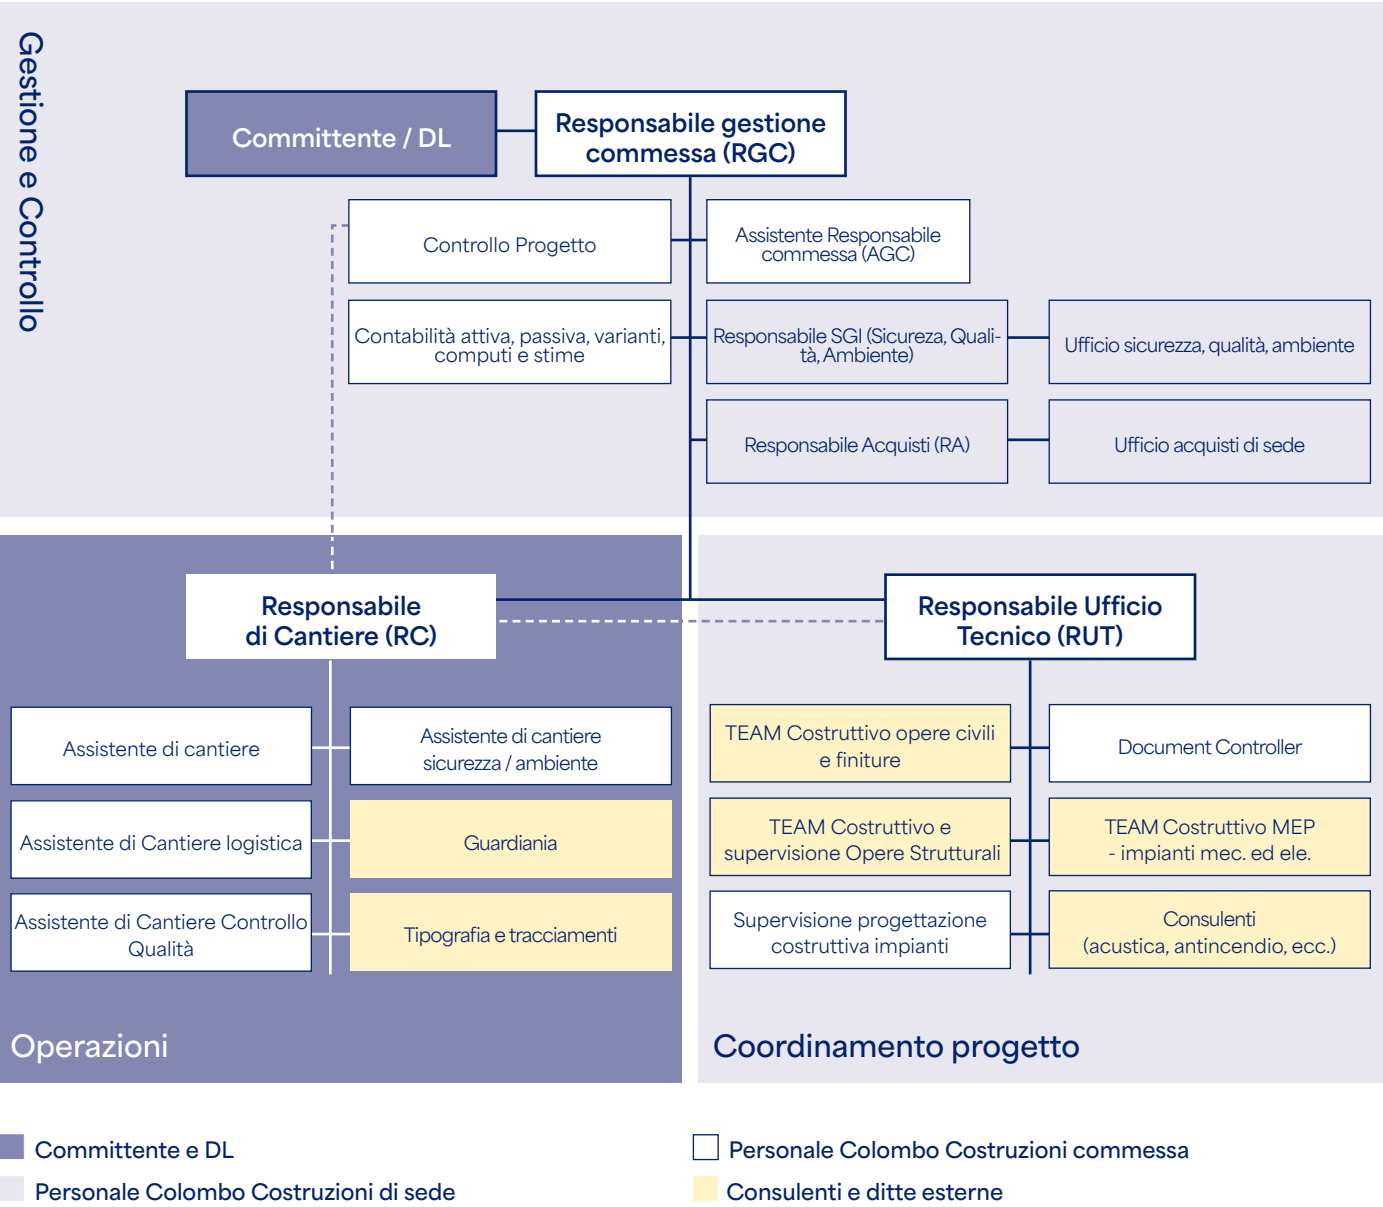 Gestione e Controllo
Committente / DL
Responsabile gestione
commessa (RGC)
Controllo Progetto
Assistente Responsabile
commessa (AGC)
Contabilità attiva, passiva, varianti,
computi e stime
Responsabile SGI (Sicureza, Quali-
tà, Ambiente)
Ufficio sicurezza, qualità, ambiente
Responsabile Acquisti (RA)
Ufficio acquisti di sede
Responsabile
di Cantiere (RC)
Responsabile Ufficio
Tecnico (RUT)
Assistente di cantiere
Assistente di cantiere
sicurezza / ambiente
Assistente di Cantiere logistica
Guardiania
Assistente di Cantiere Controllo
Qualità
Tipografia e tracciamenti
Operazioni
TEAM Costruttivo opere civili
e finiture
Document Controller
TEAM Costruttivo e
supervisione Opere Strutturali
TEAM Costruttivo MEP
- impianti mec. ed ele.
Supervisione progettazione
costruttiva impianti
Consulenti
(acustica, antincendio, ecc.)
Coordinamento progetto
Committente e DL
Personale Colombo Costruzioni di sede
Personale Colombo Costruzioni commessa
Consulenti e ditte esterne